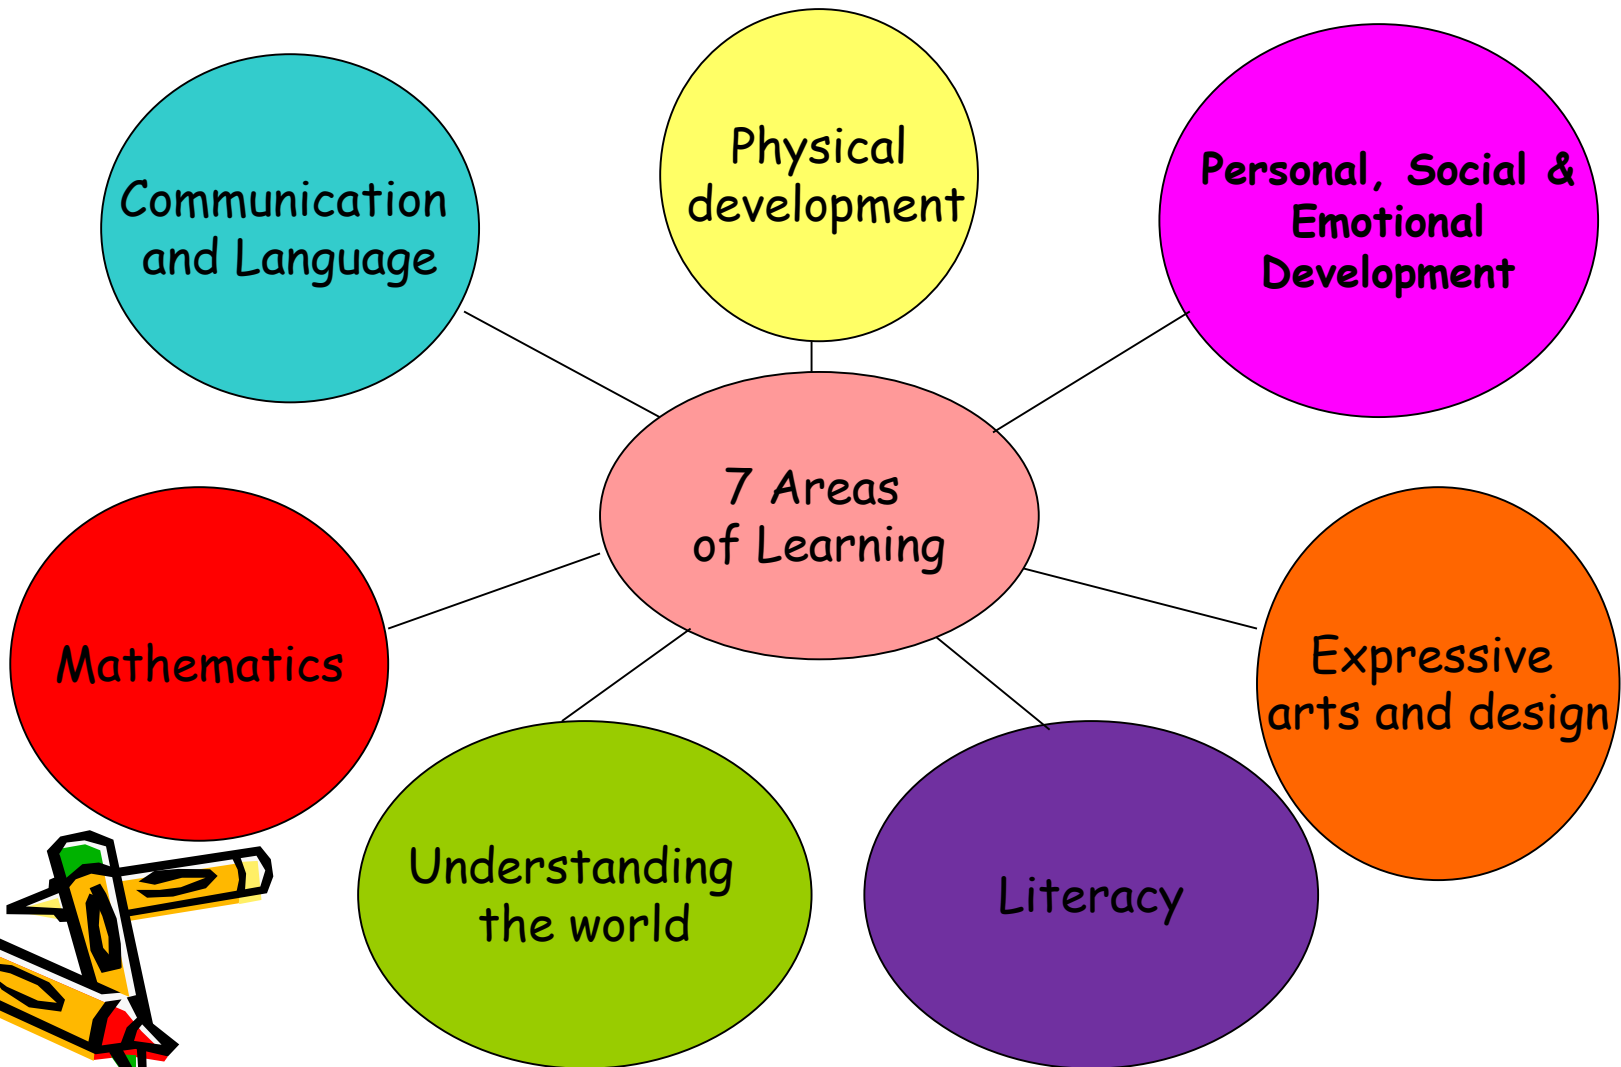 Communication
and Language
Physical
development
Personal, Social &
Emotional
Development
7 Areas
of Learning
Mathematics
Expressive
arts and design
Understanding
the world
Literacy